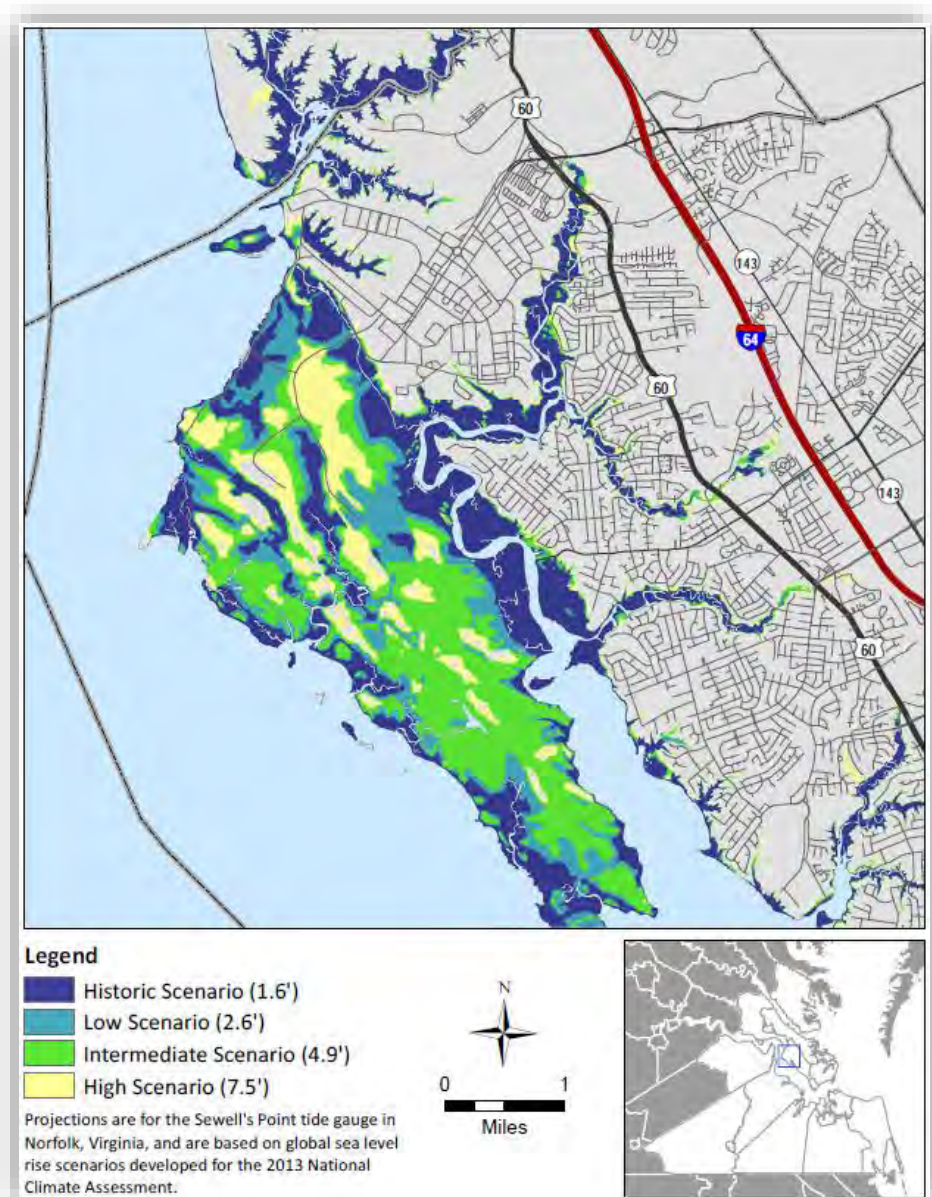 60
143
64
60
143
60
Legend
Historic Scenario (1.6')
Low Scenario (2.6')
Intermediate Scenario (4.9')
High Scenario (7.5')
Projections are for the Sewell's Point tide gauge in
Norfolk, Virginia, and are based on global sea level
rise scenarios developed for the 2013 National
Climate Assessment.
N
0 1
Miles